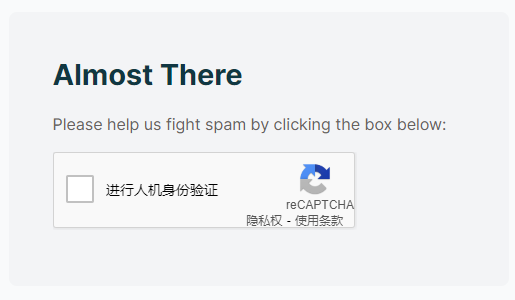 Almost There
Please help us fight spam by clicking the box below:
进行人机身份验证
reCAPTCHA
隐私权 - 使用条款